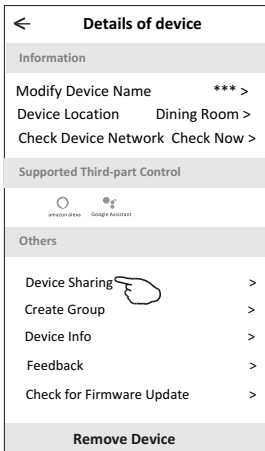 ← Details of device
Information
Modify Device Name *** >
Device Location Dining Room >
Check Device Network Check Now >
Supported Third-part Control
amazon alexa Google Assistant
Others
Device Sharing >
Create Group >
Device Info >
Feedback >
Check for Firmware Update >
Remove Device